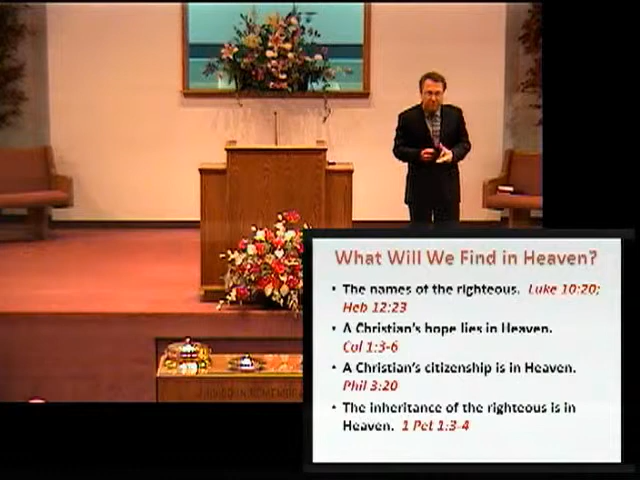 What Will We Find in Heaven?
• The names of the righteous. Luke 10:20;
Heb 12:23
• A Christian's hope lies in Heaven.
Col 1:3-6
• A Christian's citizenship is in Heaven.
Phil 3:20
• The inheritance of the righteous is in
Heaven. 1 Pet 1:3-4